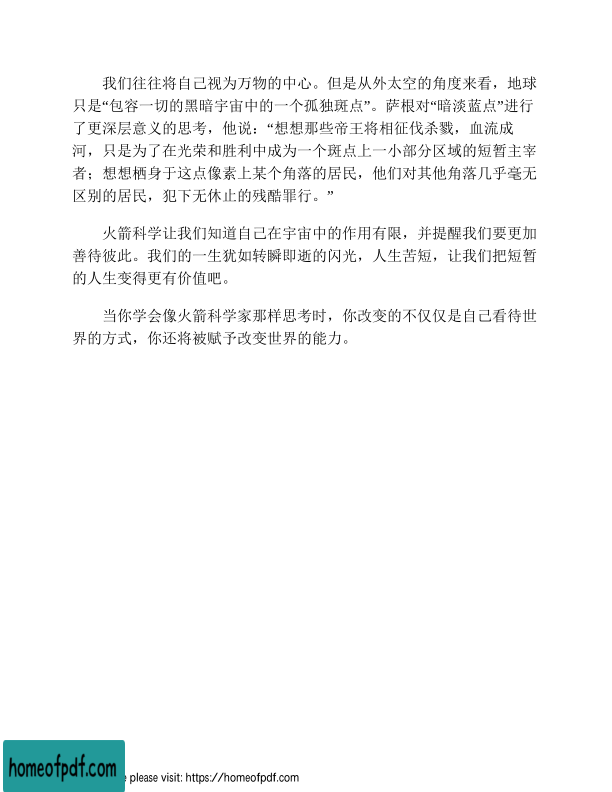 我们往往将自己视为万物的中心。但是从外太空的角度来看，地球
只是“包容一切的黑暗宇宙中的一个孤独斑点”。萨根对“暗淡蓝点”进行
了更深层意义的思考，他说：“想想那些帝王将相征伐杀戮，血流成
河，只是为了在光荣和胜利中成为一个斑点上一小部分区域的短暂主宰
者；想想栖身于这点像素上某个角落的居民，他们对其他角落几乎毫无
区别的居民，犯下无休止的残酷罪行。”
火箭科学让我们知道自己在宇宙中的作用有限，并提醒我们要更加
善待彼此。我们的一生犹如转瞬即逝的闪光，人生苦短，让我们把短暂
的人生变得更有价值吧。
当你学会像火箭科学家那样思考时，你改变的不仅仅是自己看待世
界的方式，你还将被赋予改变世界的能力。
homeofpdf.com
e please visit: https://homeofpdf.com